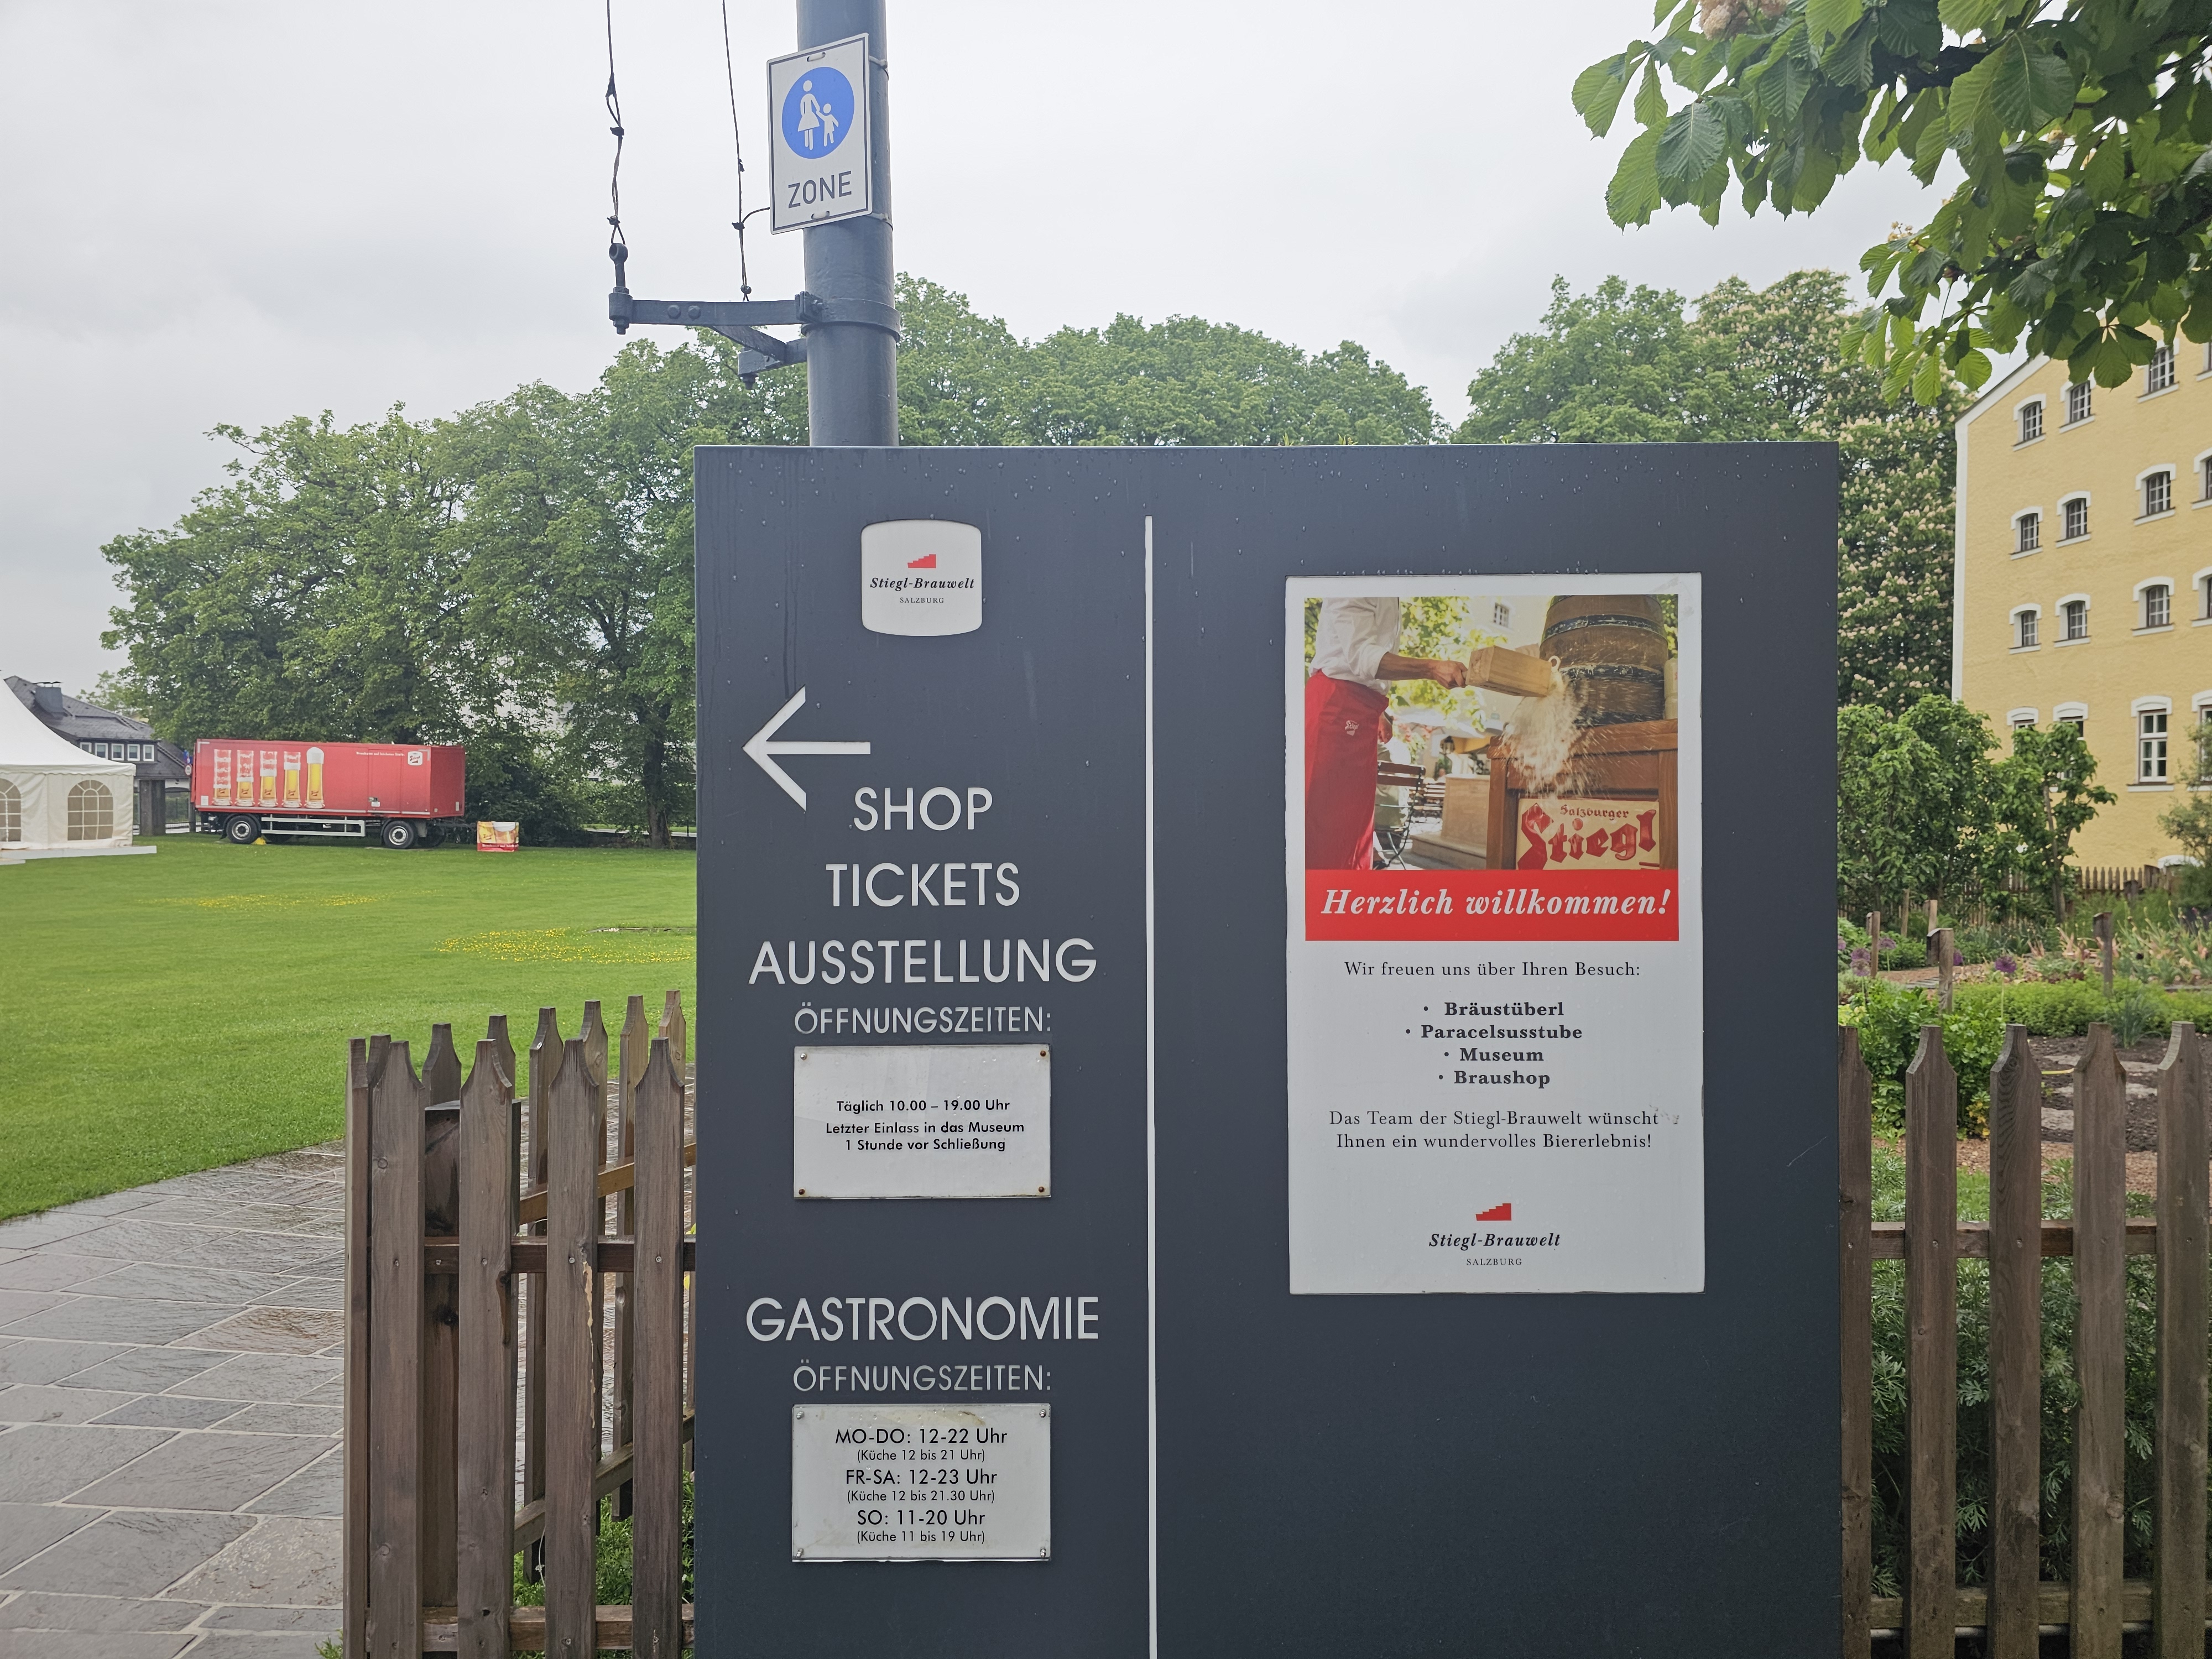 ZONE
Stiegl-Brauwelt
SALZBURG
SHOP
TICKETS
AUSSTELLUNG
ÖFFNUNGSZEITEN:
Täglich 10.00 – 19.00 Uhr
Letzter Einlass in das Museum
1 Stunde vor Schließung
GASTRONOMIE
ÖFFNUNGSZEITEN:
MO-DO: 12-22 Uhr
(Küche 12 bis 21 Uhr)
FR-SA: 12-23 Uhr
(Küche 12 bis 21.30 Uhr)
SO: 11-20 Uhr
(Küche 11 bis 19 Uhr)
Salzburger
Stiegl
Herzlich willkommen!
Wir freuen uns über Ihren Besuch:
• Bräustüberl
• Paracelsusstube
• Museum
• Braushop
Das Team der Stiegl-Brauwelt wünscht
Ihnen ein wundervolles Biererlebnis!
Stiegl-Brauwelt
SALZBURG